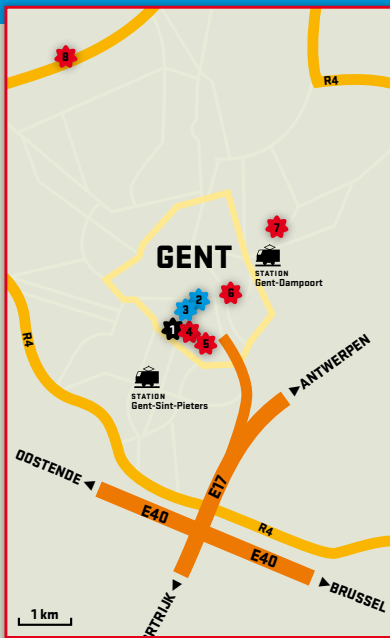 8
R4
7
GENT
STATION
Gent-Dampoort
6
2
3
1
4
5
R4
STATION
Gent-Sint-Pieters
ANTWERPEN
OOSTENDE
E17
E40
R4
E40
BRUSSEL
RTRIJK
1 km